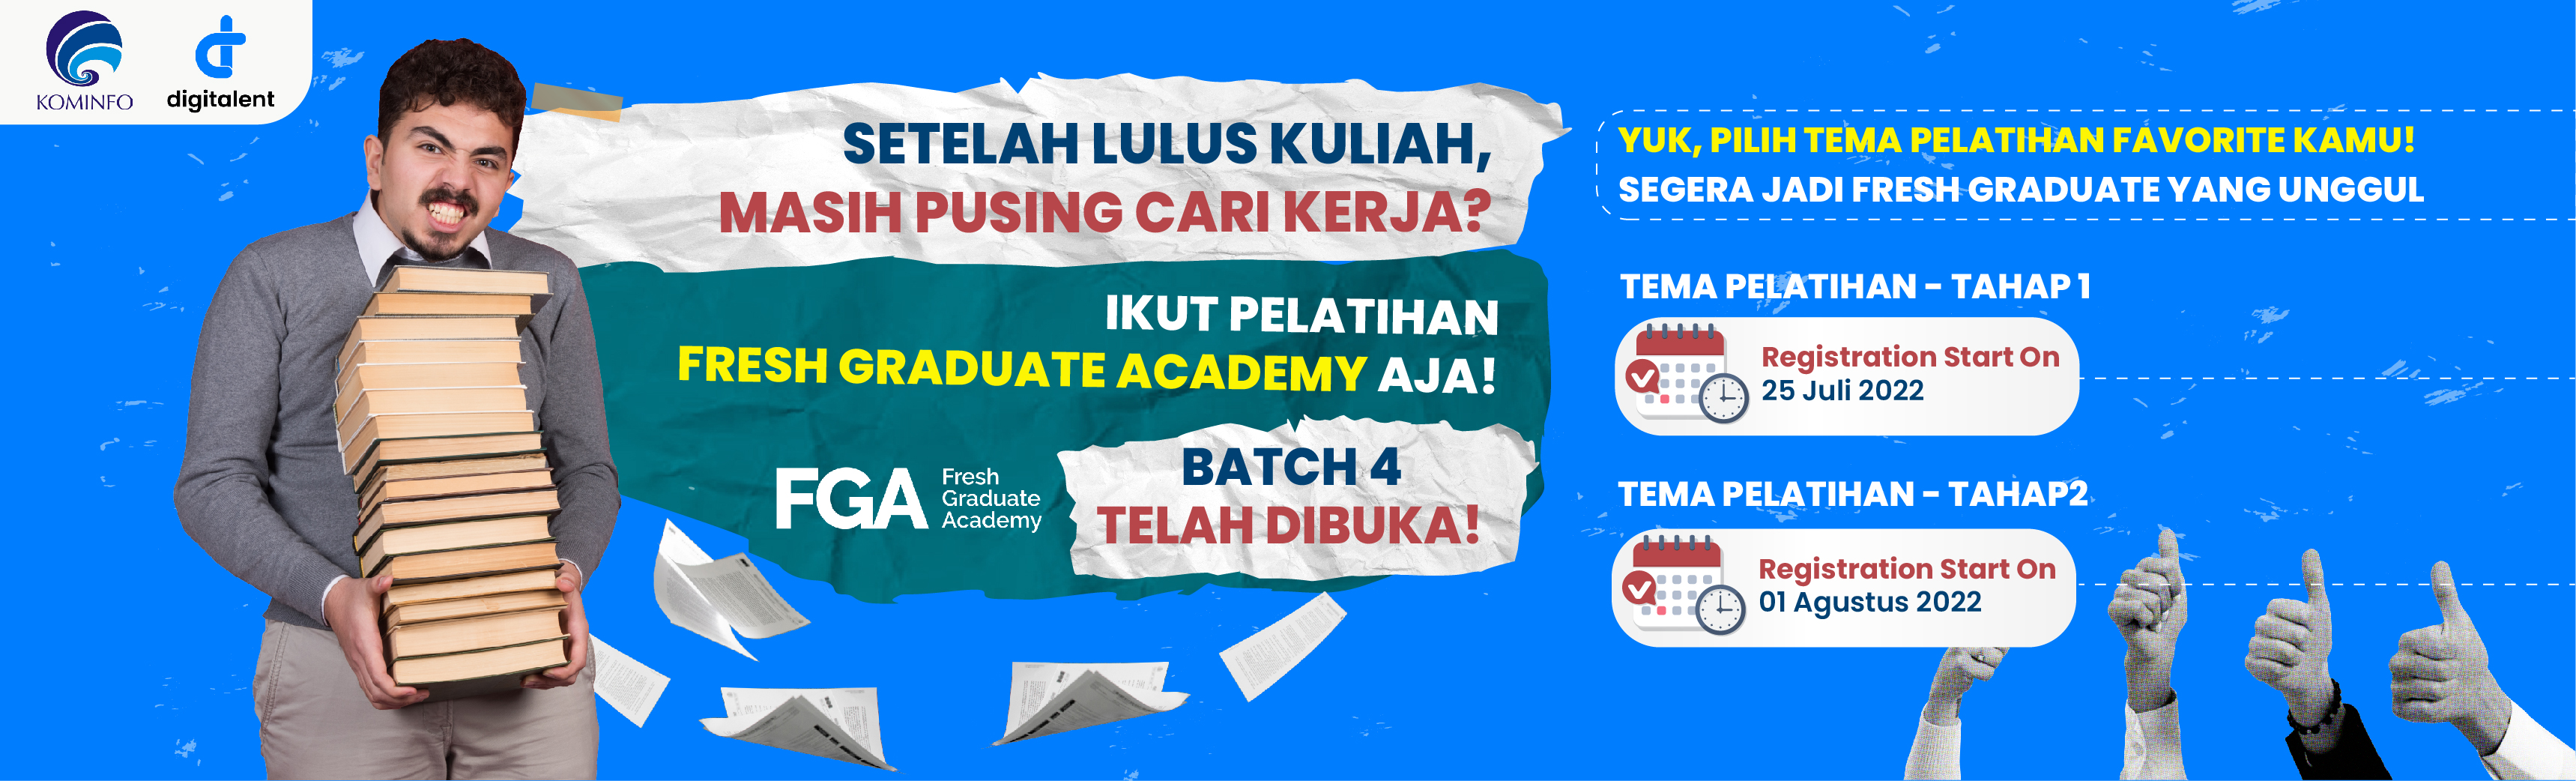 KOMINFO
digitalent
SETELAH LULUS KULIAH,
MASIH PUSING CARI KERJA?
IKUT PELATIHAN
FRESH GRADUATE ACADEMY AJA!
FGA
Fresh
Graduate
Academy
BATCH 4
TELAH DIBUKA!
YUK, PILIH TEMA PELATIHAN FAVORITE KAMU!
SEGERA JADI FRESH GRADUATE YANG UNGGUL
TEMA PELATIHAN - TAHAP 1
Registration Start On
25 Juli 2022
TEMA PELATIHAN - TAHAP2
Registration Start On
01 Agustus 2022